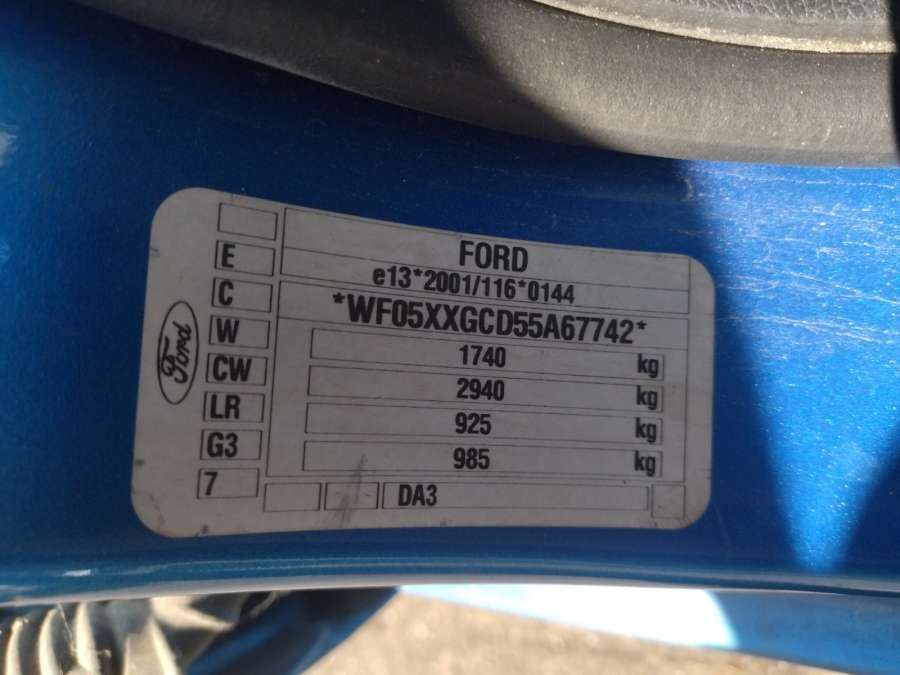 FORD
E
e13*2001/116*0144
C
*WF05XXGCD55A67742*
W
1740 kg
CW
2940 kg
LR
925 kg
G3
985 kg
7
DA3
Ford